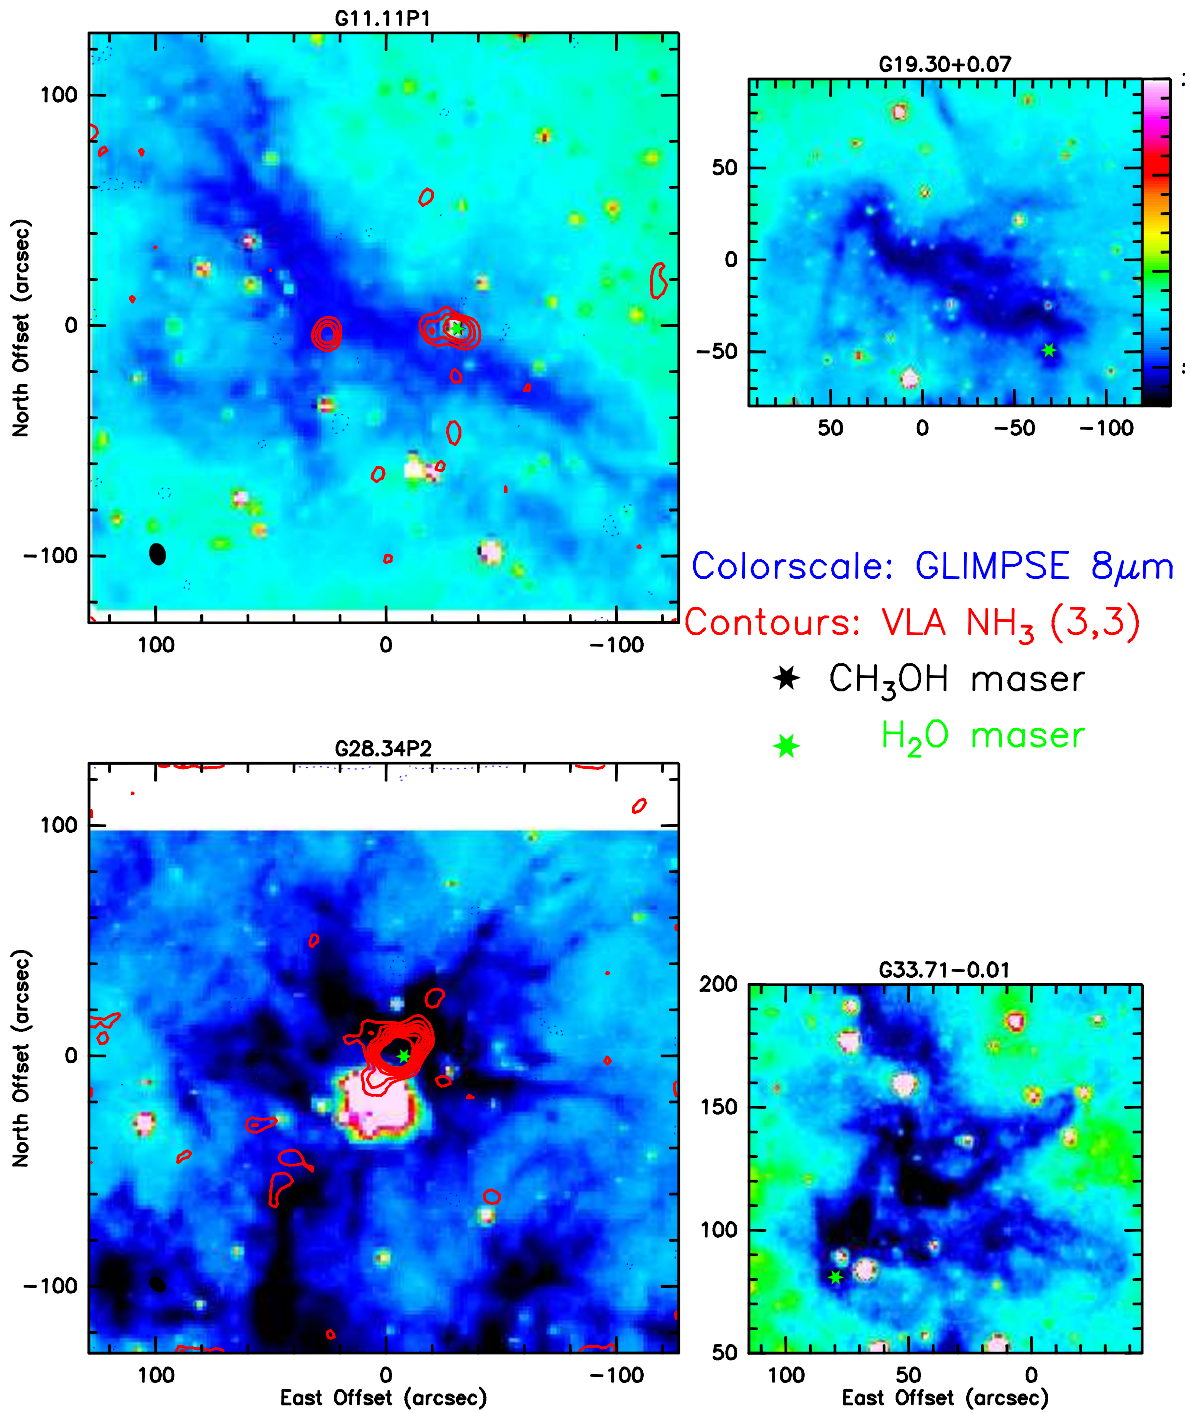 G11.11P1
100
0
−100
North Offset (arcsec)
100
0
−100
G19.30+0.07
50
0
−50
50
0
−50
−100
Colorscale: GLIMPSE 8μm
Contours: VLA NH₃ (3,3)
CH₃OH maser
H₂O maser
G28.34P2
100
0
−100
North Offset (arcsec)
100
0
−100
East Offset (arcsec)
G33.71−0.01
200
150
100
50
100
50
0
East Offset (arcsec)